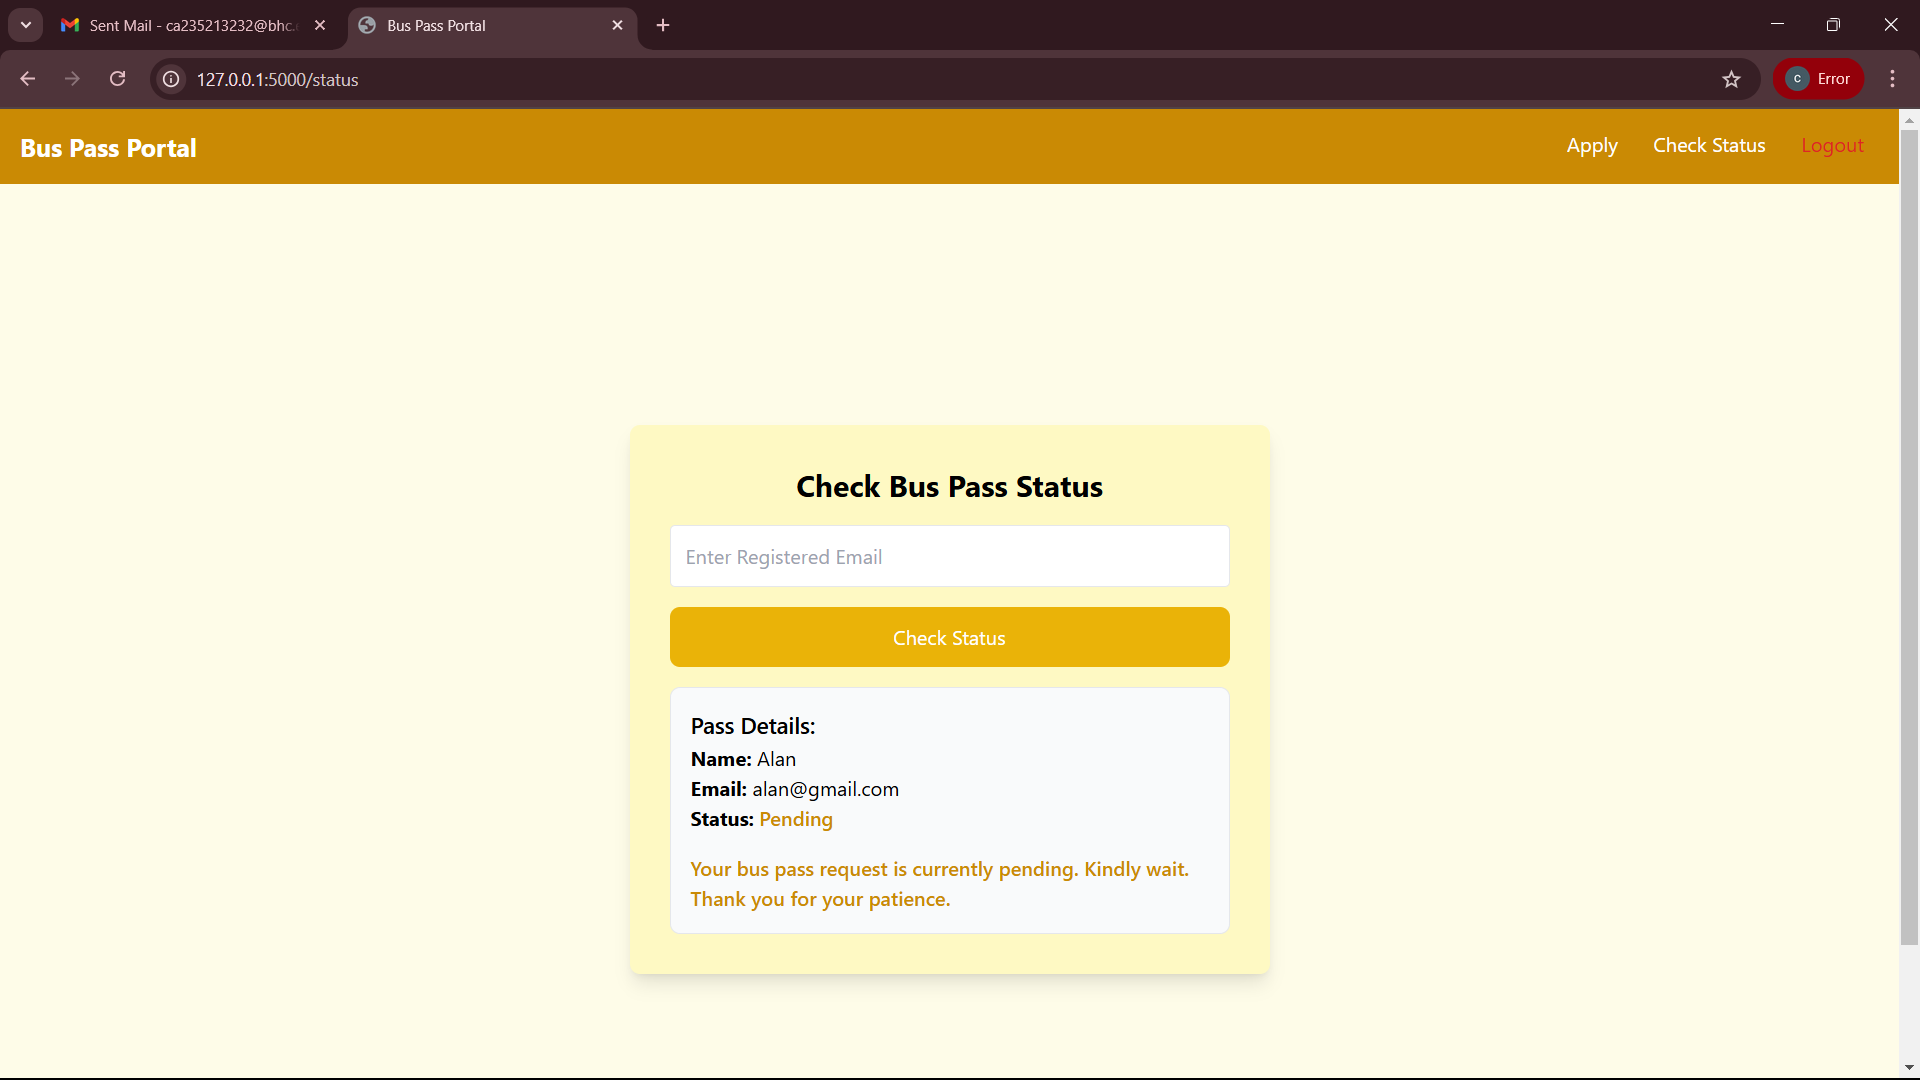 Sent Mail - ca235213232@bhc.
Bus Pass Portal
127.0.0.1:5000/status
C
Error
Bus Pass Portal
Apply
Check Status
Logout
Check Bus Pass Status
Enter Registered Email
Check Status
Pass Details:
Name: Alan
Email: alan@gmail.com
Status: Pending
Your bus pass request is currently pending. Kindly wait.
Thank you for your patience.